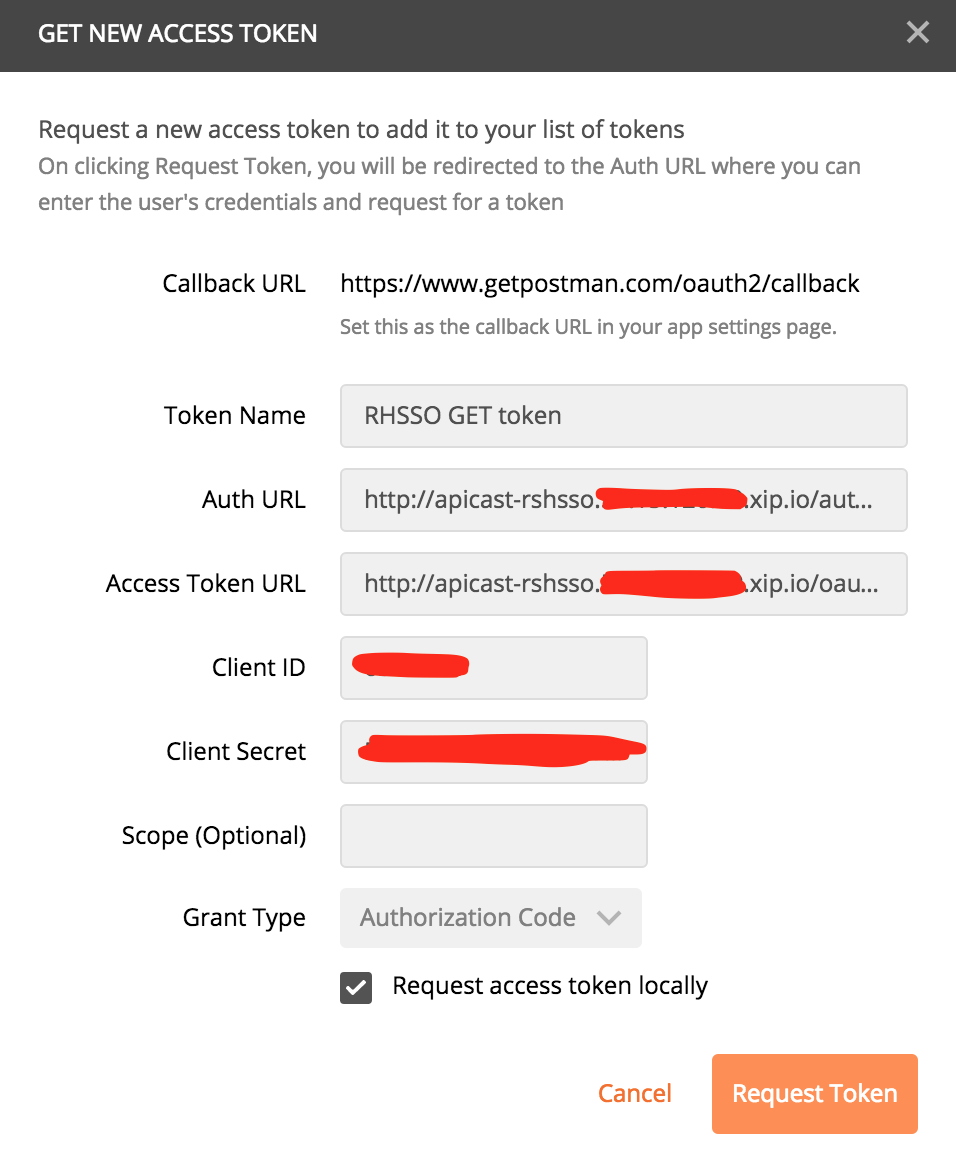 GET NEW ACCESS TOKEN
Request a new access token to add it to your list of tokens
On clicking Request Token, you will be redirected to the Auth URL where you can
enter the user's credentials and request for a token
Callback URL https://www.getpostman.com/oauth2/callback
Set this as the callback URL in your app settings page.
Token Name RHSSO GET token
Auth URL http://apicast-rshsso. .xip.io/aut...
Access Token URL http://apicast-rshsso. .xip.io/oau...
Client ID
Client Secret
Scope (Optional)
Grant Type Authorization Code
Request access token locally
Cancel Request Token